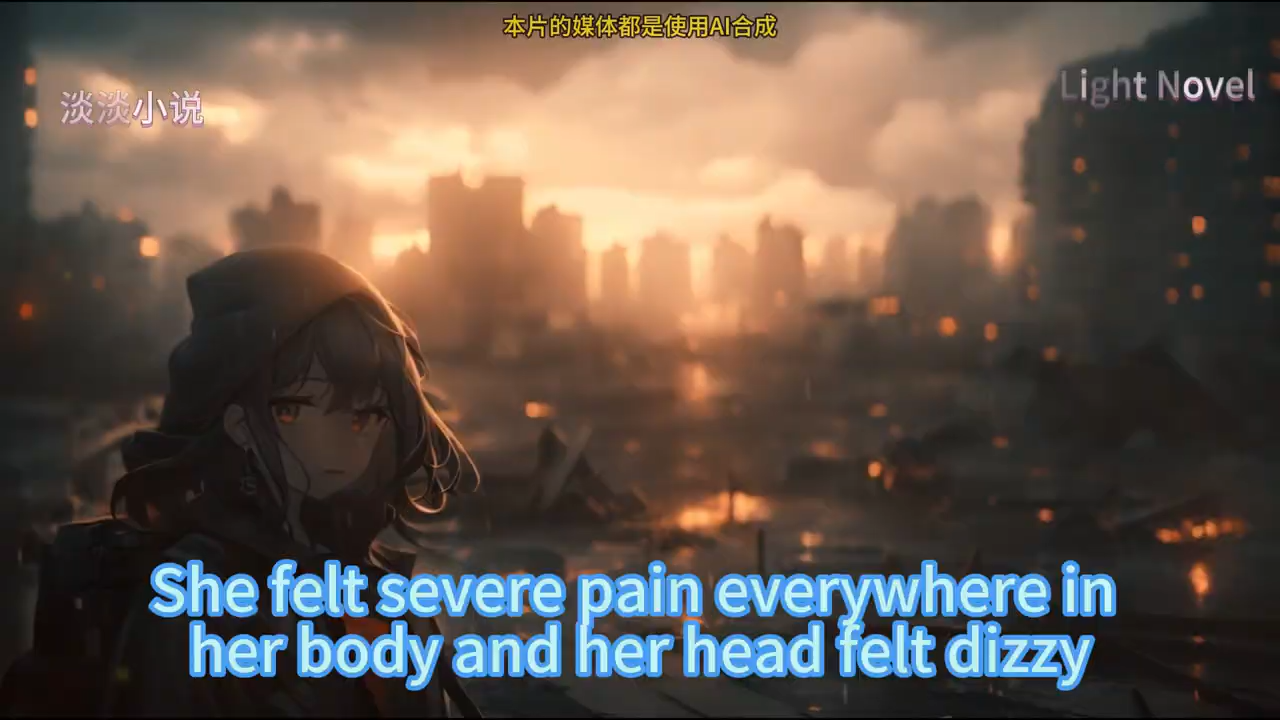 本片的媒体都是使用AI合成
淡淡小说
Light Novel
She felt severe pain everywhere in
her body and her head felt dizzy